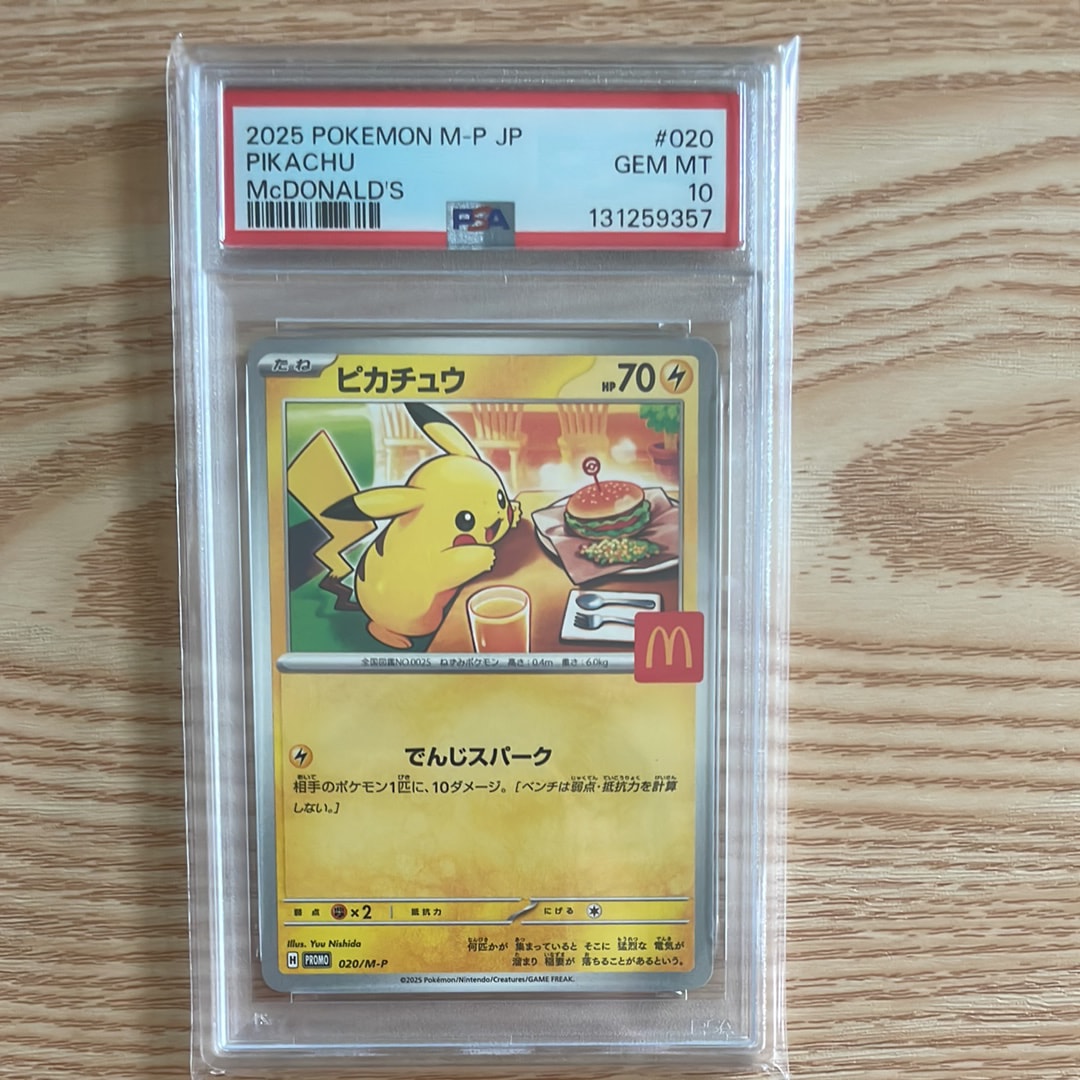 2025 POKEMON M-P JP #020
PIKACHU GEM MT
McDONALD'S 10
PSA 131259357
たね ピカチュウ HP70
全国図鑑NO.0025 ねずみポケモン 高さ:0.4m 重さ:6.0kg
でんじスパーク
相手のポケモン1匹に、10ダメージ。[ベンチは弱点・抵抗力を計算
しない。]
弱点 ×2 抵抗力 にげる
Illus. Yuu Nishida
何匹かが 集まっていると そこに 猛烈な 電気が
H PROMO 020/M-P
溜まり 稲妻が 落ちることがあるという。
©2025 Pokémon/Nintendo/Creatures/GAME FREAK.
PSA